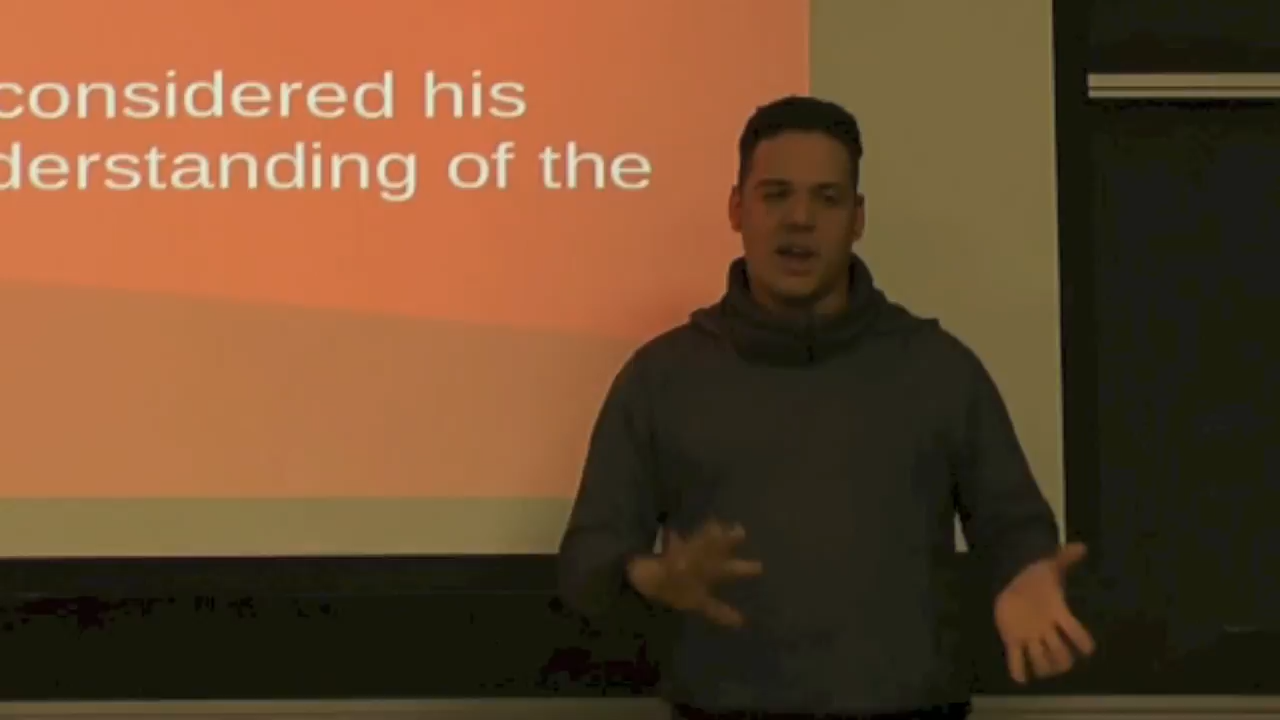 considered his
derstanding of the